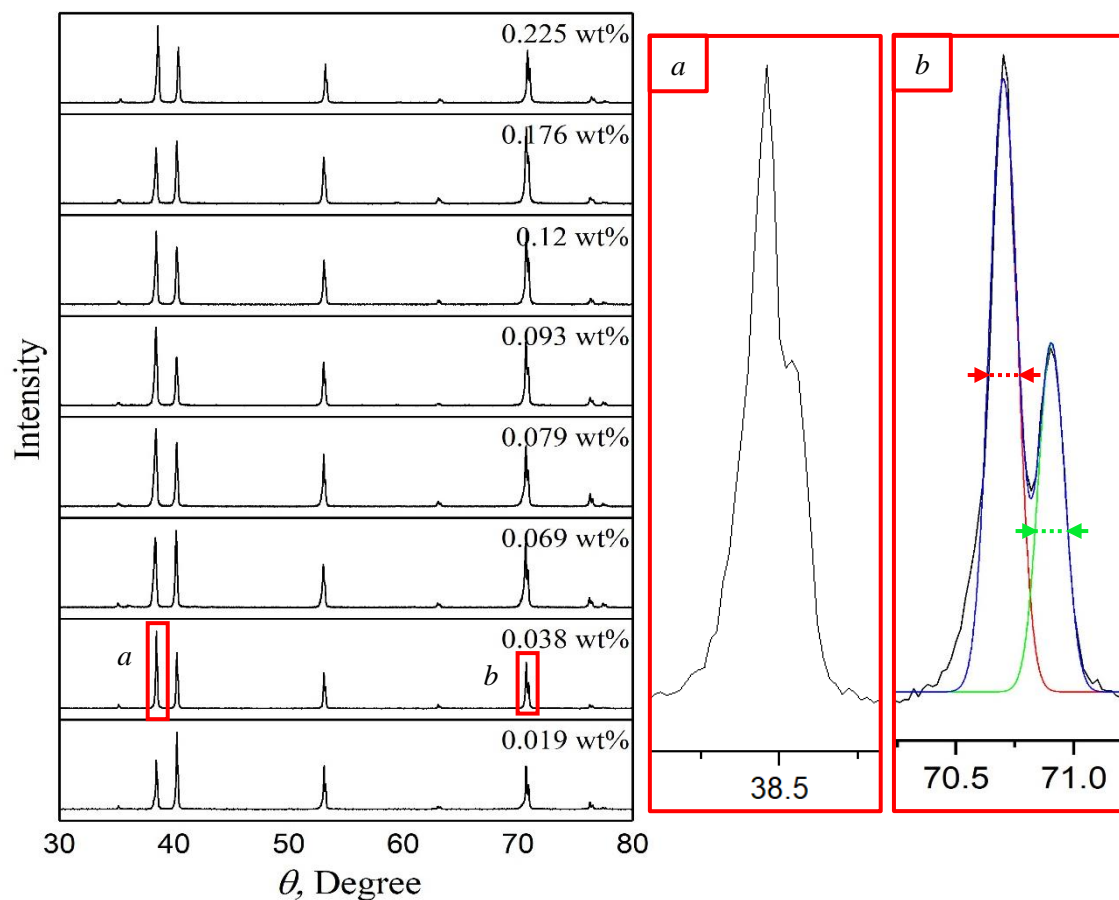 0.225 wt%
0.176 wt%
0.12 wt%
0.093 wt%
0.079 wt%
0.069 wt%
0.038 wt%
0.019 wt%
a
b
Intensity
30 40 50 60 70 80
θ, Degree
a
38.5
b
70.5 71.0